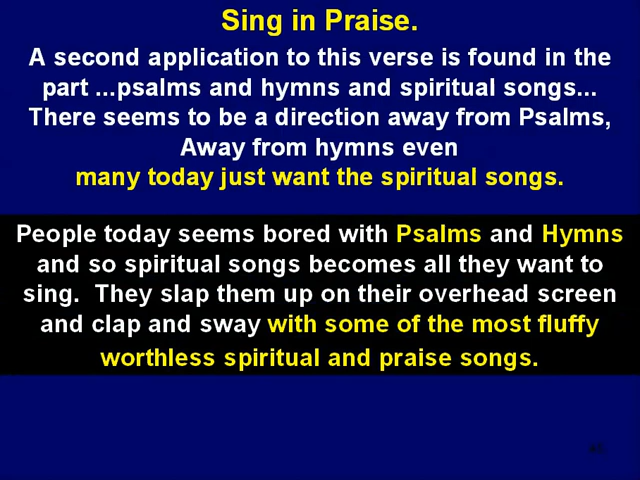 Sing in Praise.
A second application to this verse is found in the
part ...psalms and hymns and spiritual songs...
There seems to be a direction away from Psalms,
Away from hymns even
many today just want the spiritual songs.
People today seems bored with Psalms and Hymns
and so spiritual songs becomes all they want to
sing.  They slap them up on their overhead screen
and clap and sway with some of the most fluffy
worthless spiritual and praise songs.